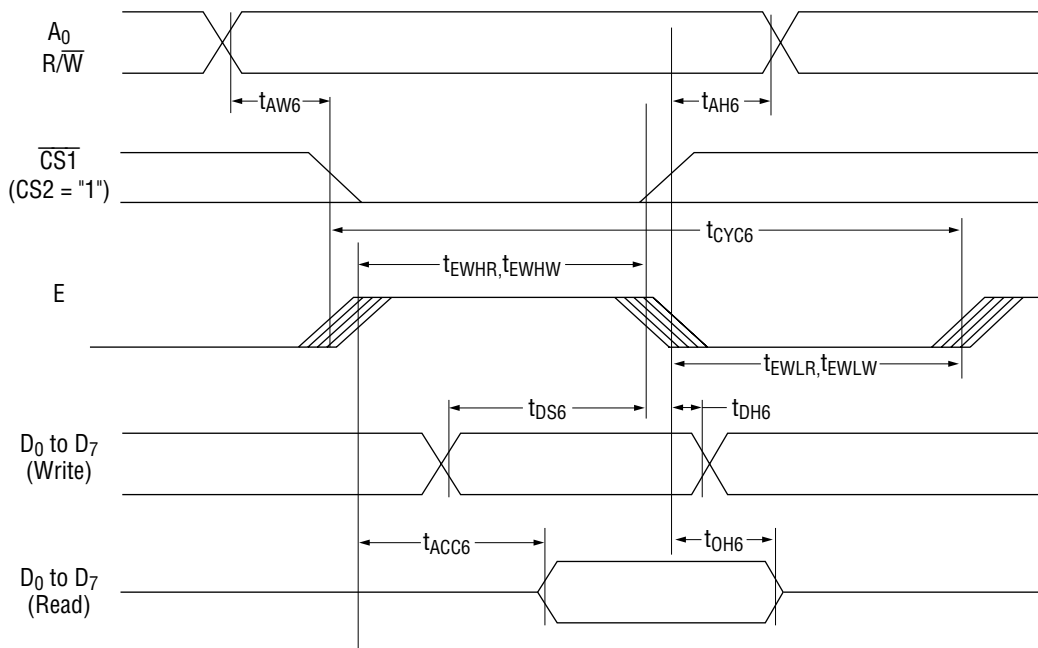 A0
R/W̅
tAW6
tAH6
C̅S̅1̅
(CS2 = "1")
tCYC6
tEWHR,tEWHW
E
tEWLR,tEWLW
tDS6
tDH6
D0 to D7
(Write)
tACC6
tOH6
D0 to D7
(Read)